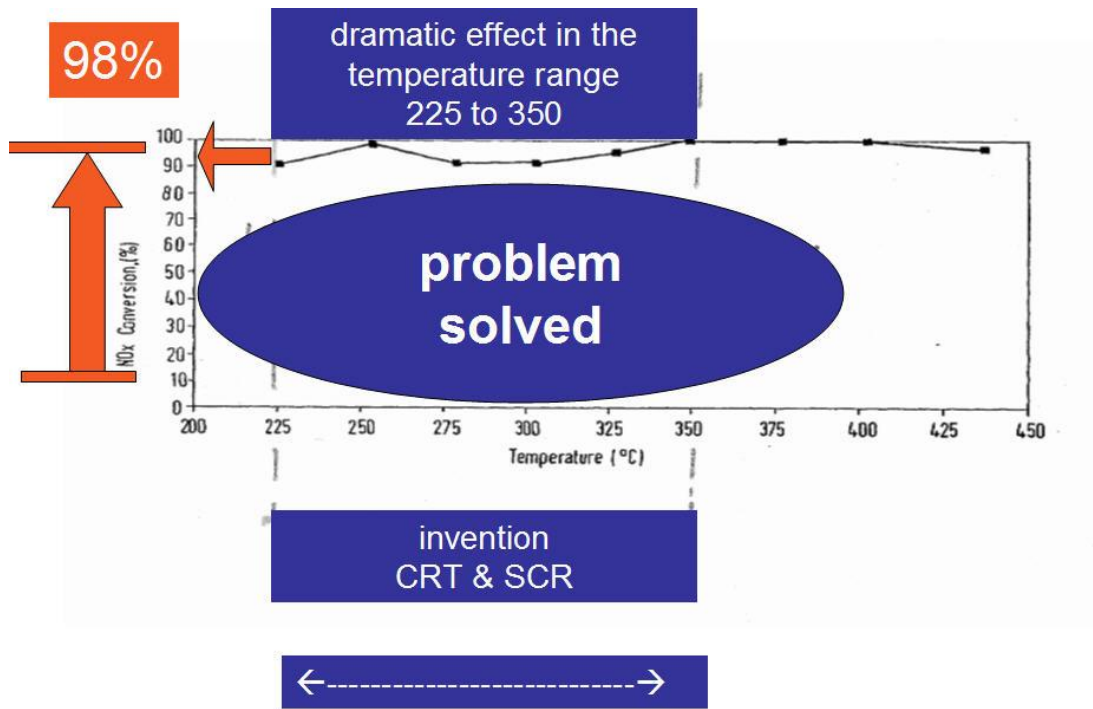 98%
dramatic effect in the
temperature range
225 to 350
100
90
80
70
60
50
40
30
20
10
0
NOx Conversion,(%)
problem
solved
200 225 250 275 300 325 350 375 400 425 450
Temperature (°C)
invention
CRT & SCR
←----------------------------→